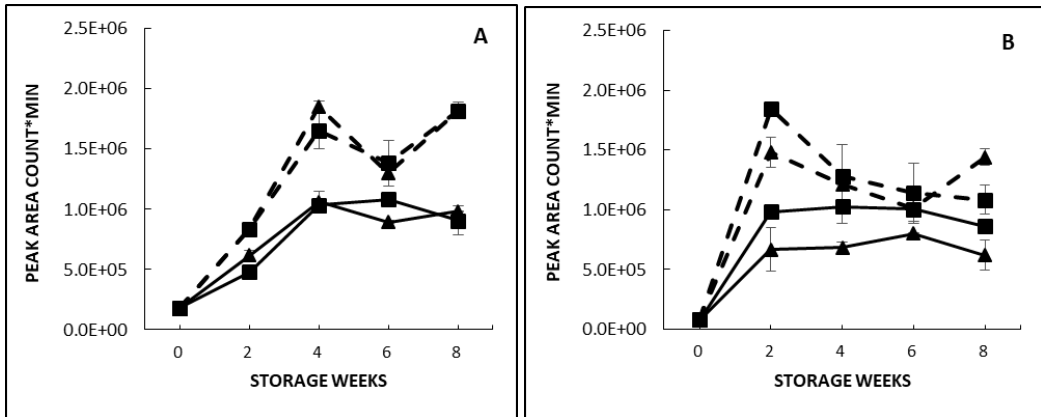 A
PEAK AREA COUNT*MIN
2.5E+06
2.0E+06
1.5E+06
1.0E+06
5.0E+05
0.0E+00
0 2 4 6 8
STORAGE WEEKS
B
PEAK AREA COUNT*MIN
2.5E+06
2.0E+06
1.5E+06
1.0E+06
5.0E+05
0.0E+00
0 2 4 6 8
STORAGE WEEKS